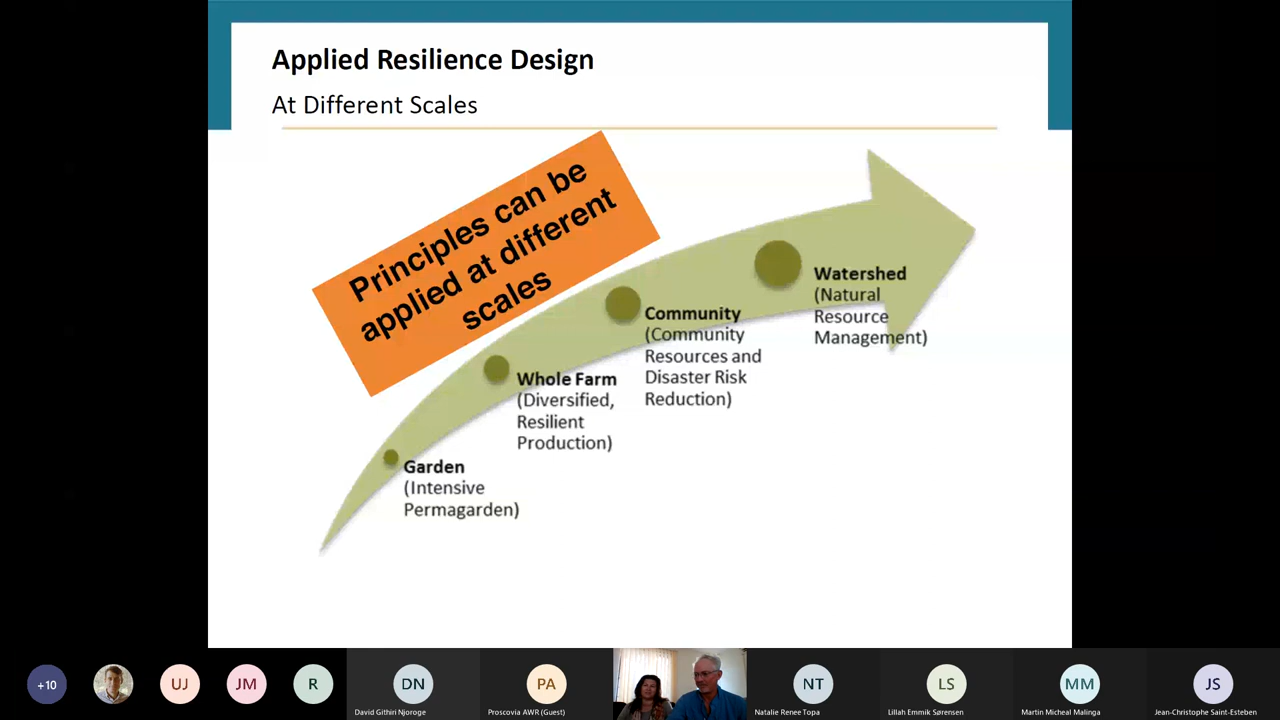 Applied Resilience Design
At Different Scales
Principles can be
applied at different
scales
Watershed
(Natural
Resource
Management)
Community
(Community
Resources and
Disaster Risk
Reduction)
Whole Farm
(Diversified,
Resilient
Production)
Garden
(Intensive
Permagarden)
+10
UJ
JM
R
DN
PA
NT
LS
MM
JS
David Githiri Njoroge
Proscovia AWR (Guest)
Natalie Renee Topa
Lillah Emmik Sørensen
Martin Micheal Malinga
Jean-Christophe Saint-Esteben